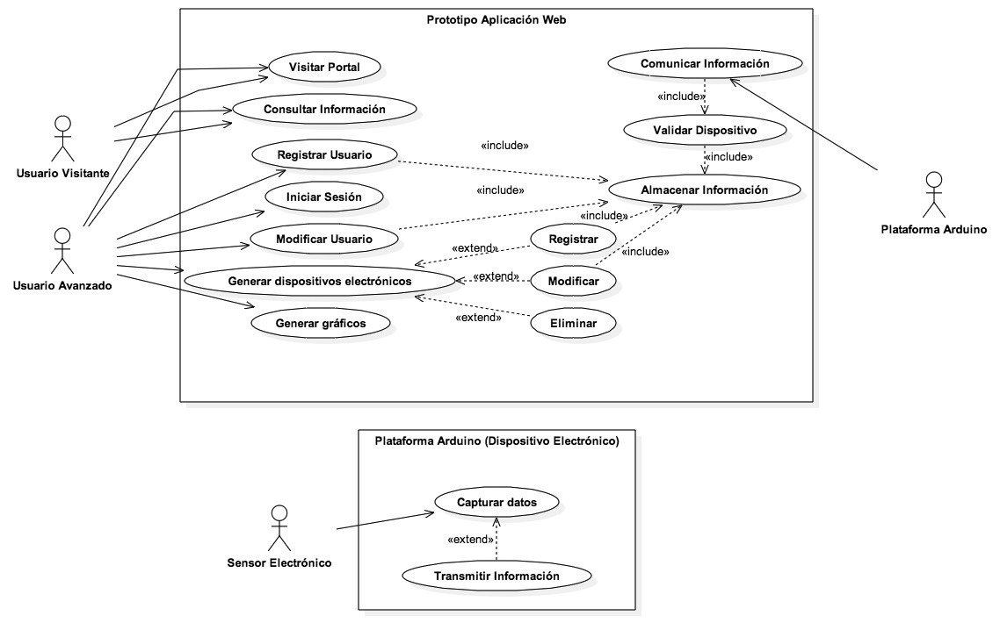 Prototipo Aplicación Web
Visitar Portal
Comunicar Información
«include»
Consultar Información
Validar Dispositivo
Usuario Visitante
Registrar Usuario
«include»
«include»
Iniciar Sesión
«include»
Almacenar Información
«include»
Plataforma Arduino
Modificar Usuario
Registrar
«extend»
«include»
Usuario Avanzado
Generar dispositivos electrónicos
«extend»
Modificar
«extend»
Generar gráficos
Eliminar
Plataforma Arduino (Dispositivo Electrónico)
Capturar datos
«extend»
Sensor Electrónico
Transmitir Información